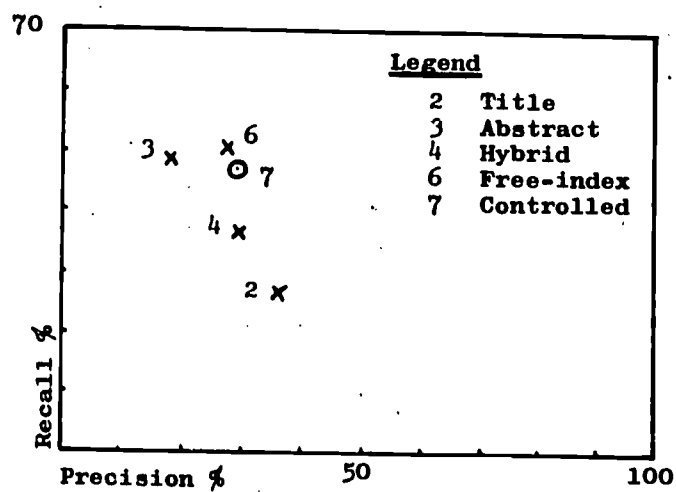 70
Legend
2 Title
3 Abstract
4 Hybrid
6 Free-index
7 Controlled
3
6
7
4
2
Recall %
Precision %
50
100